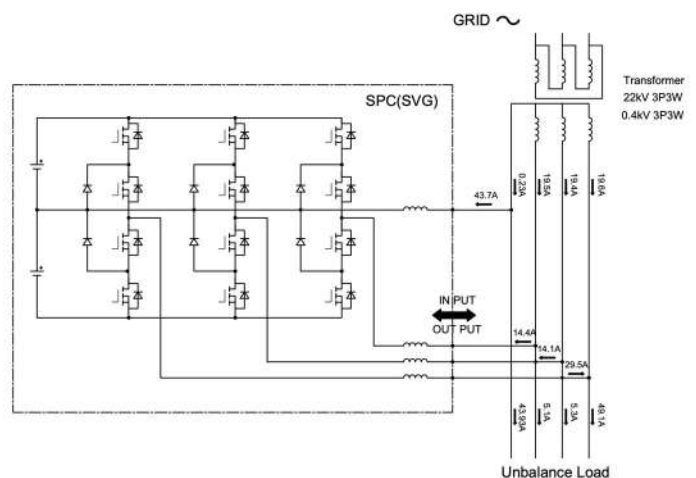 GRID
Transformer
22kV 3P3W
0.4kV 3P3W
SPC(SVG)
0.23A
19.5A
19.4A
19.6A
43.7A
IN PUT
OUT PUT
14.4A
14.1A
29.5A
43.93A
5.1A
5.3A
49.1A
Unbalance Load